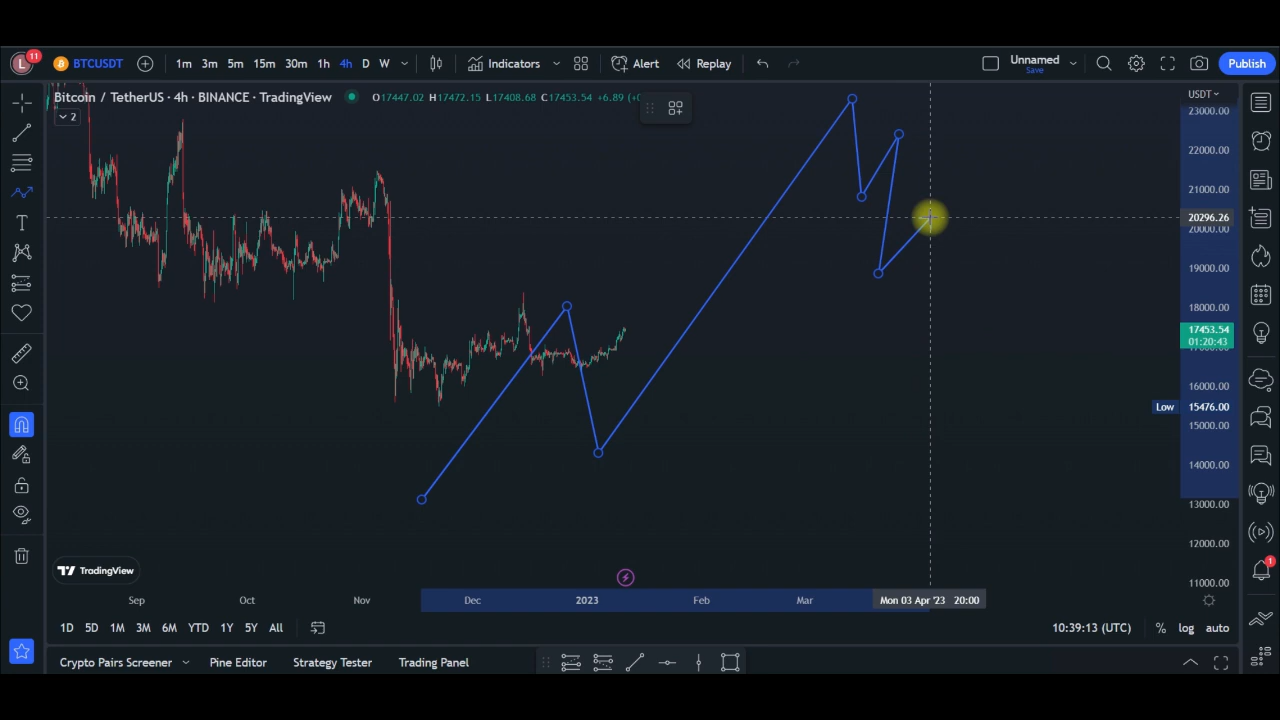 L 11 BTCUSDT 1m 3m 5m 15m 30m 1h 4h D W Indicators Alert Replay Unnamed Save Publish
Bitcoin / TetherUS · 4h · BINANCE · TradingView O17447.02 H17472.15 L17408.68 C17453.54 +6.89 USDT
2
23000.00
22000.00
21000.00
20296.26
20000.00
19000.00
18000.00
17453.54
01:20:43
16000.00
Low 15476.00
15000.00
14000.00
13000.00
12000.00
11000.00
TradingView
Sep Oct Nov Dec 2023 Feb Mar Mon 03 Apr '23 20:00
1D 5D 1M 3M 6M YTD 1Y 5Y All 10:39:13 (UTC) % log auto
Crypto Pairs Screener Pine Editor Strategy Tester Trading Panel
1